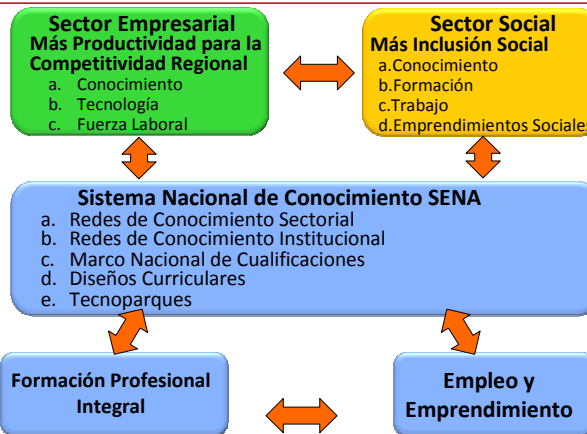 Sector Empresarial
Más Productividad para la
Competitividad Regional
a. Conocimiento
b. Tecnología
c. Fuerza Laboral
Sector Social
Más Inclusión Social
a.Conocimiento
b.Formación
c.Trabajo
d.Emprendimientos Sociales
Sistema Nacional de Conocimiento SENA
a. Redes de Conocimiento Sectorial
b. Redes de Conocimiento Institucional
c. Marco Nacional de Cualificaciones
d. Diseños Curriculares
e. Tecnoparques
Formación Profesional
Integral
Empleo y
Emprendimiento